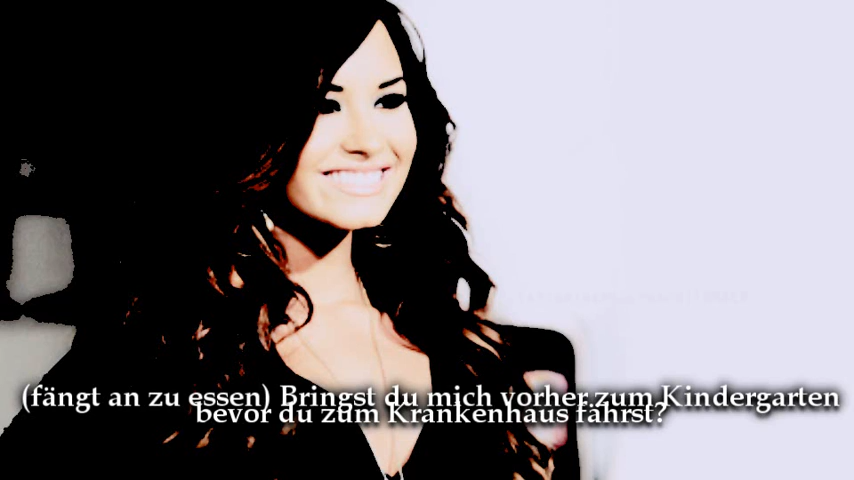 (fängt an zu essen) Bringst du mich vorher zum Kindergarten
bevor du zum Krankenhaus fährst?